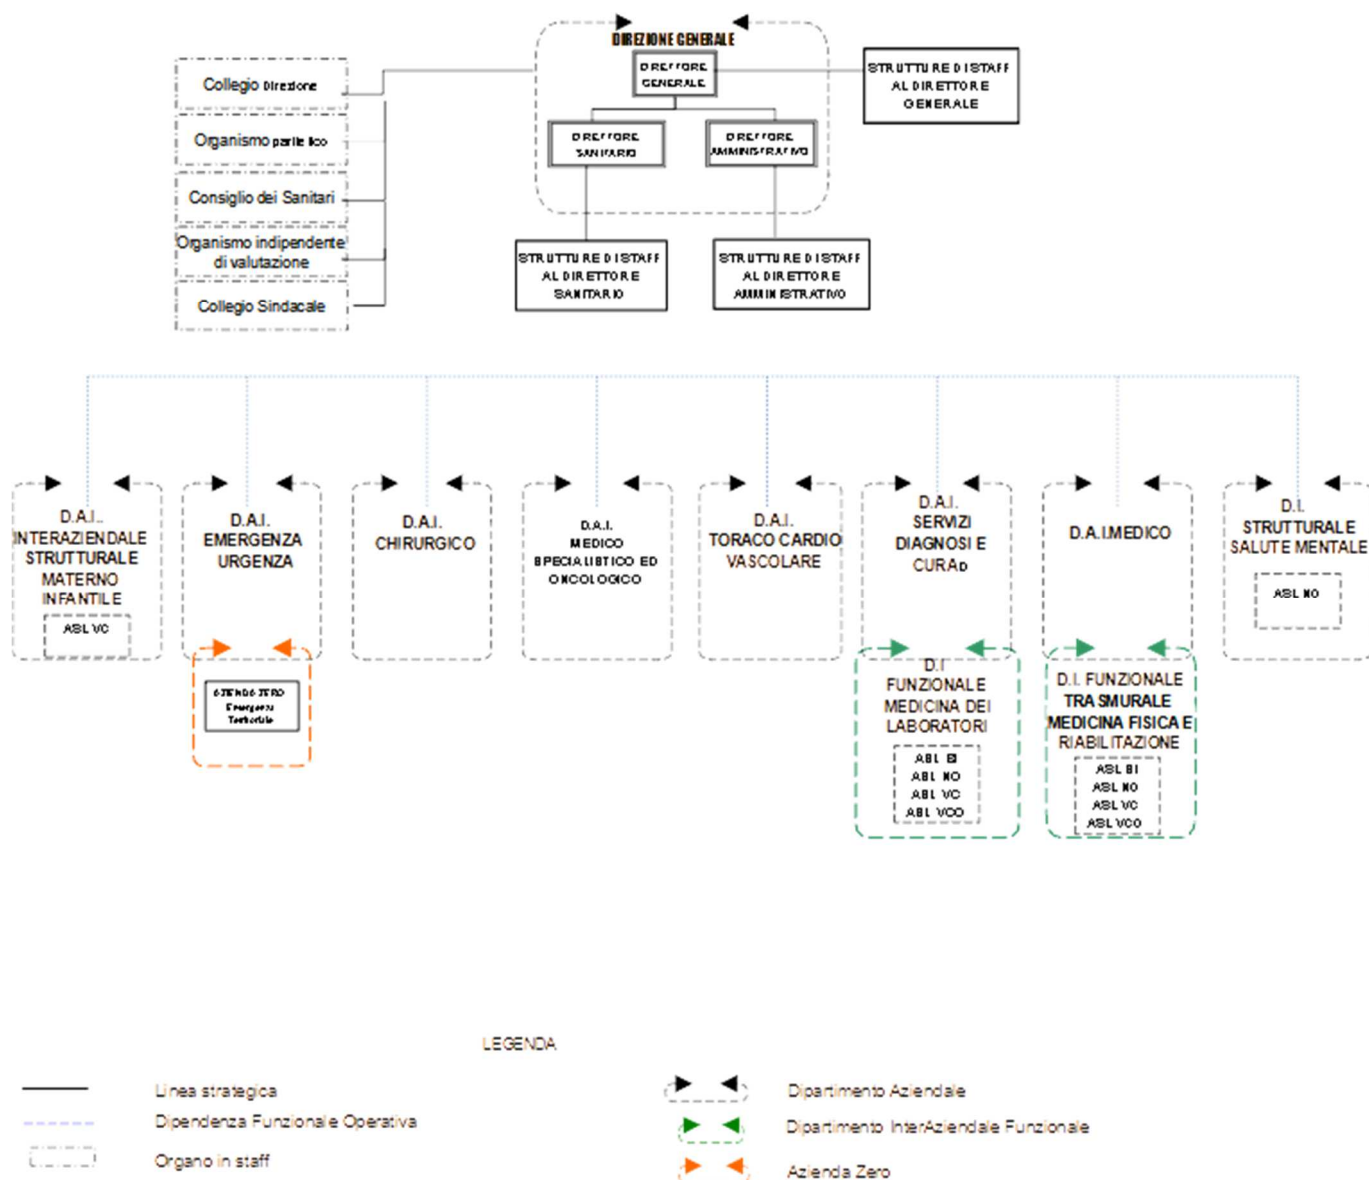 DIREZIONE GENERALE
DIRETTORE
GENERALE
DIRETTORE
SANITARIO
DIRETTORE
AMMINISTRATIVO
STRUTTURE DI STAFF
AL DIRETTORE
GENERALE
Collegio Direzione
Organismo paritetico
Consiglio dei Sanitari
Organismo indipendente
di valutazione
Collegio Sindacale
STRUTTURE DI STAFF
AL DIRETTORE
SANITARIO
STRUTTURE DI STAFF
AL DIRETTORE
AMMINISTRATIVO
D.A.I..
INTERAZIENDALE
STRUTTURALE
MATERNO
INFANTILE
ASL VC
D.A.I.
EMERGENZA
URGENZA
AZIENDA ZERO
Emergenza
Territoriale
D.A.I.
CHIRURGICO
D.A.I.
MEDICO
SPECIALISTICO ED
ONCOLOGICO
D.A.I.
TORACO CARDIO
VASCOLARE
D.A.I.
SERVIZI
DIAGNOSI E
CURAD
D.I
FUNZIONALE
MEDICINA DEI
LABORATORI
ASL BI
ASL NO
ASL VC
ASL VCO
D.A.I.MEDICO
D.I. FUNZIONALE
TRASMURALE
MEDICINA FISICA E
RIABILITAZIONE
ASL BI
ASL NO
ASL VC
ASL VCO
D.I.
STRUTTURALE
SALUTE MENTALE
ASL NO
LEGENDA
Linea strategica
Dipendenza Funzionale Operativa
Organo in staff
Dipartimento Aziendale
Dipartimento InterAziendale Funzionale
Azienda Zero